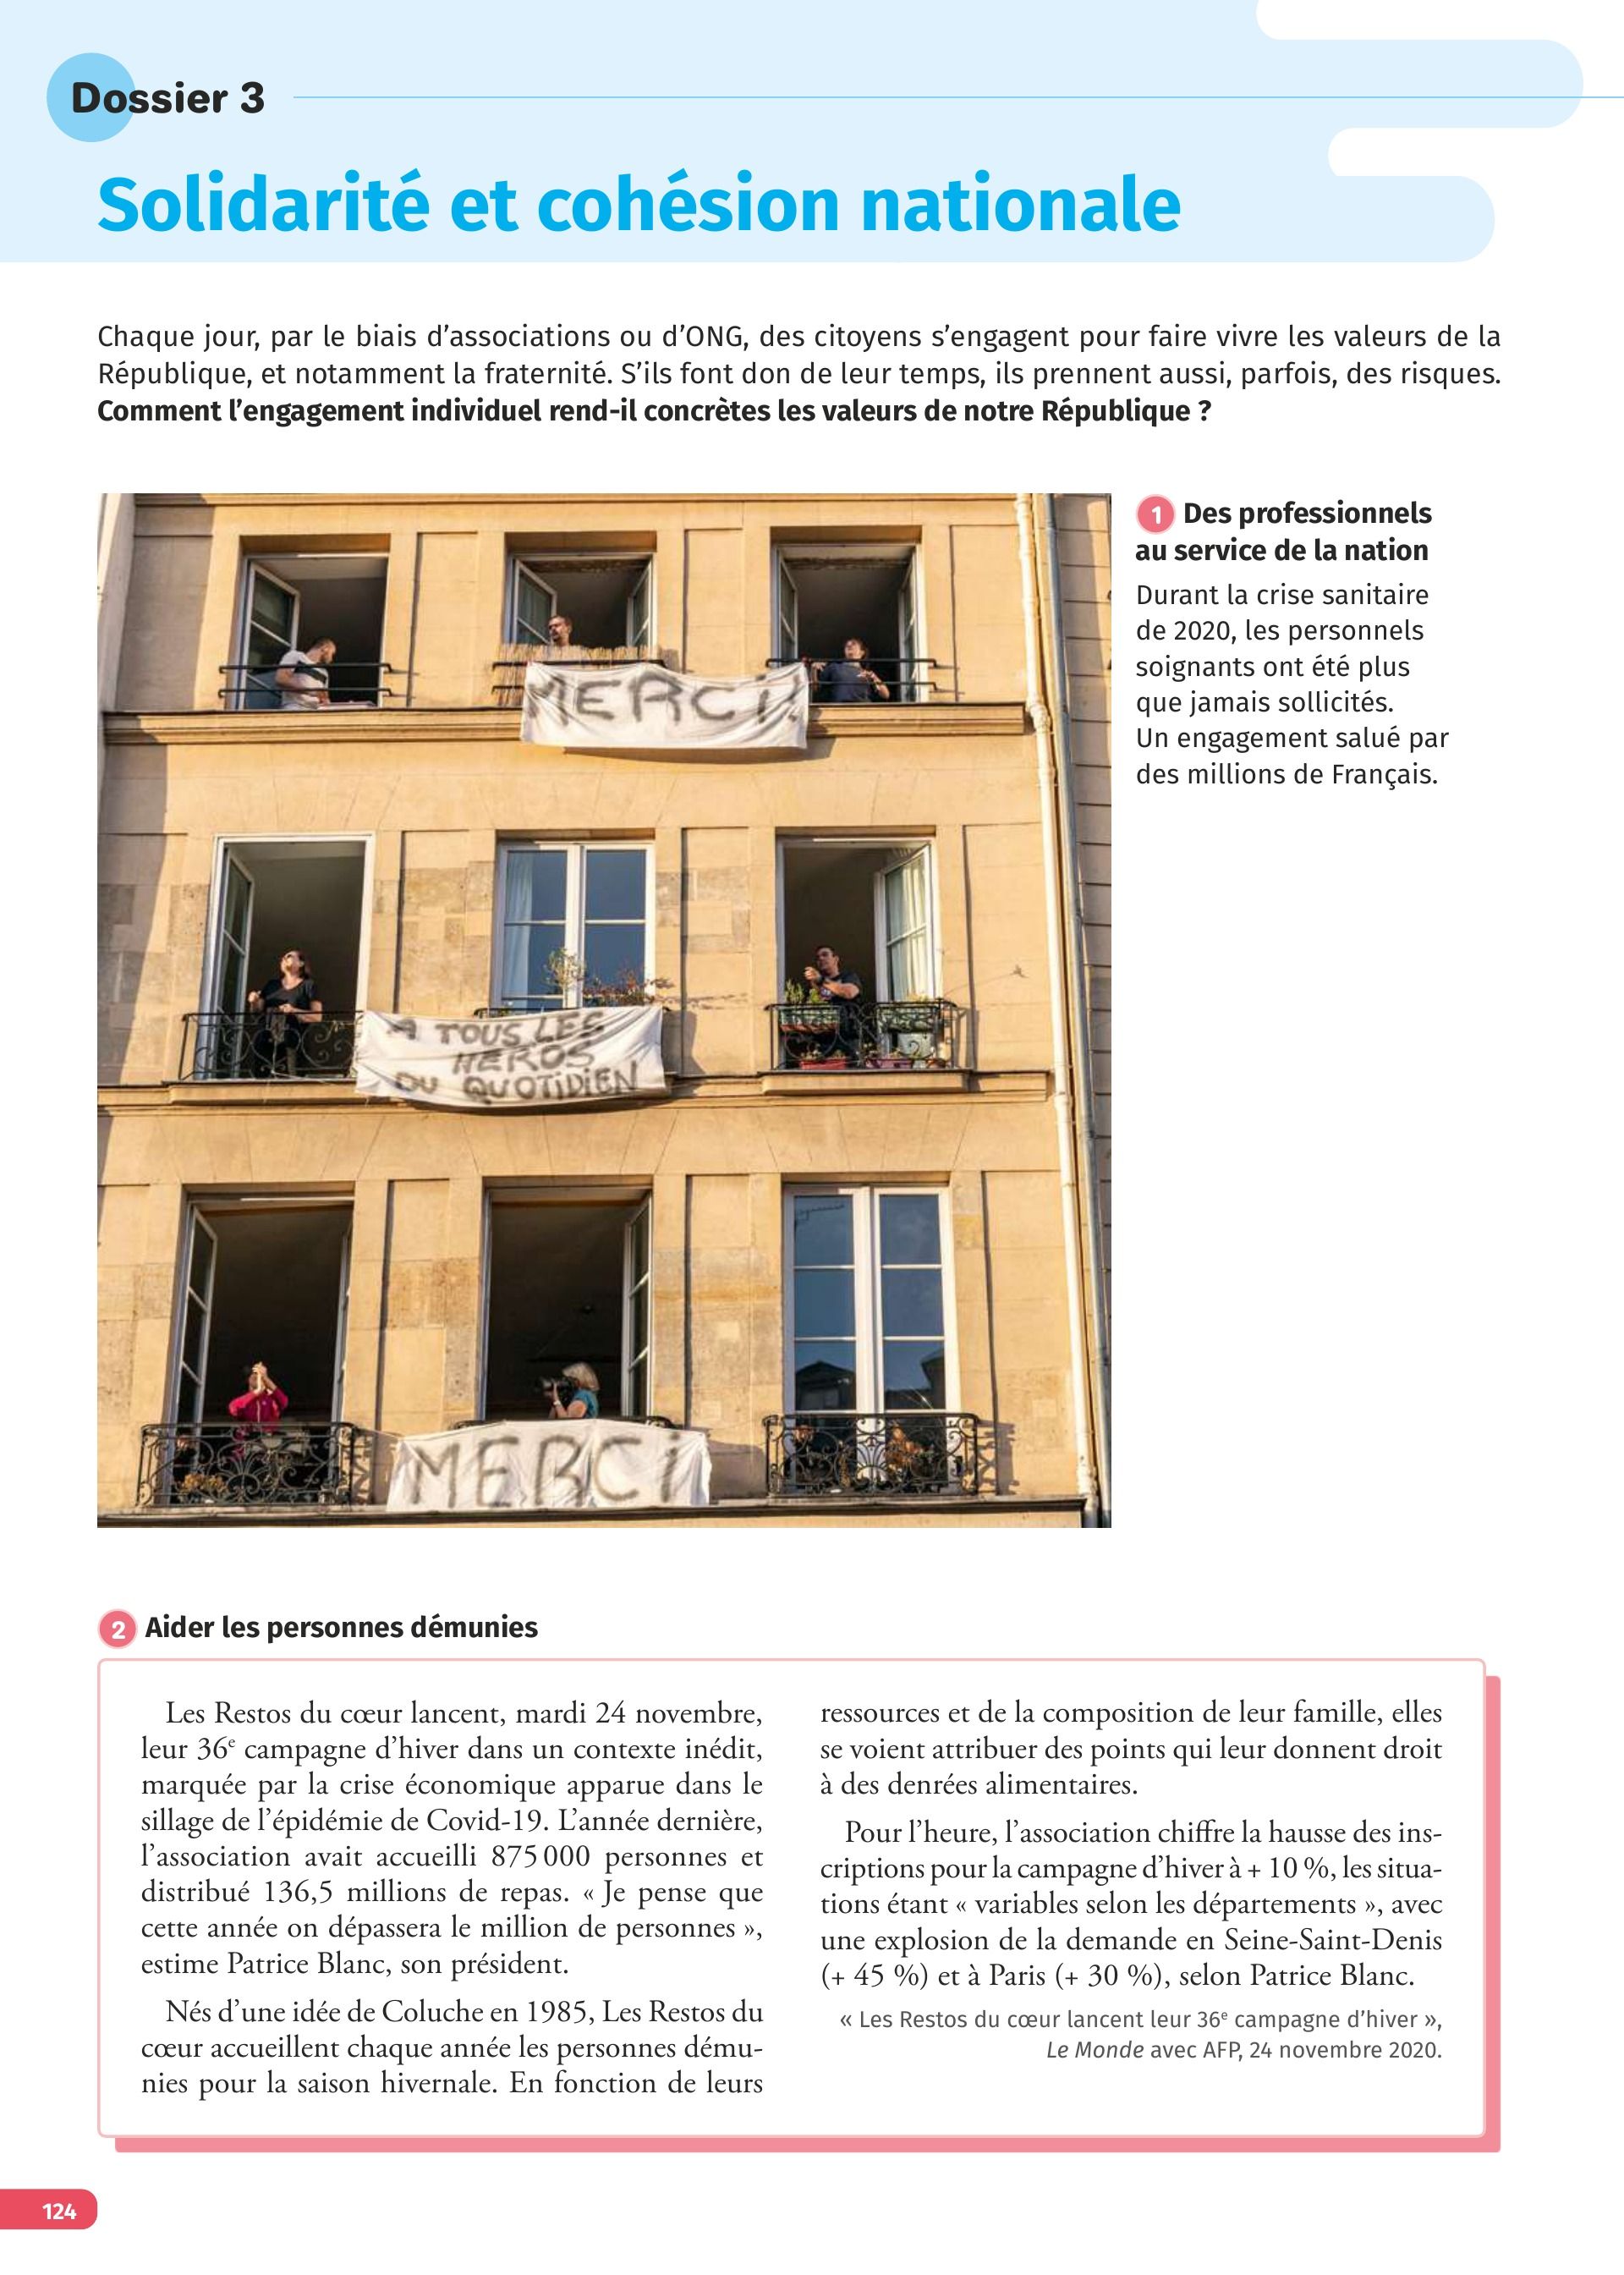 Dossier 3
Solidarité et cohésion nationale
Chaque jour, par le biais d’associations ou d’ONG, des citoyens s’engagent pour faire vivre les valeurs de la
République, et notamment la fraternité. S’ils font don de leur temps, ils prennent aussi, parfois, des risques.
Comment l’engagement individuel rend-il concrètes les valeurs de notre République ?
MERCI!
A TOUS LES
HEROS
DU QUOTIDIEN
MERCI
1 Des professionnels
au service de la nation
Durant la crise sanitaire
de 2020, les personnels
soignants ont été plus
que jamais sollicités.
Un engagement salué par
des millions de Français.
2 Aider les personnes démunies
Les Restos du cœur lancent, mardi 24 novembre,
leur 36e campagne d’hiver dans un contexte inédit,
marquée par la crise économique apparue dans le
sillage de l’épidémie de Covid-19. L’année dernière,
l’association avait accueilli 875 000 personnes et
distribué 136,5 millions de repas. « Je pense que
cette année on dépassera le million de personnes »,
estime Patrice Blanc, son président.
Nés d’une idée de Coluche en 1985, Les Restos du
cœur accueillent chaque année les personnes dému-
nies pour la saison hivernale. En fonction de leurs
ressources et de la composition de leur famille, elles
se voient attribuer des points qui leur donnent droit
à des denrées alimentaires.
Pour l’heure, l’association chiffre la hausse des ins-
criptions pour la campagne d’hiver à + 10 %, les situa-
tions étant « variables selon les départements », avec
une explosion de la demande en Seine-Saint-Denis
(+ 45 %) et à Paris (+ 30 %), selon Patrice Blanc.
« Les Restos du cœur lancent leur 36e campagne d’hiver »,
Le Monde avec AFP, 24 novembre 2020.
124